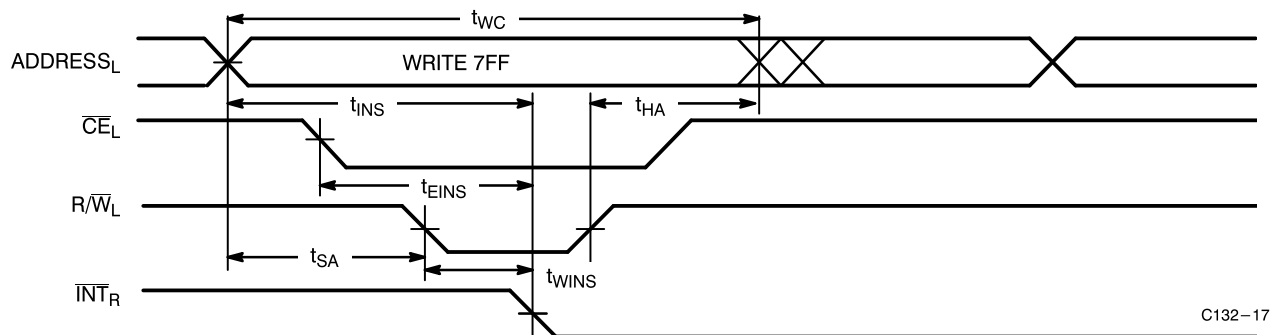 tWC
ADDRESSL
WRITE 7FF
tINS
tHA
CEL
tEINS
R/WL
tSA
tWINS
INTR
C132–17